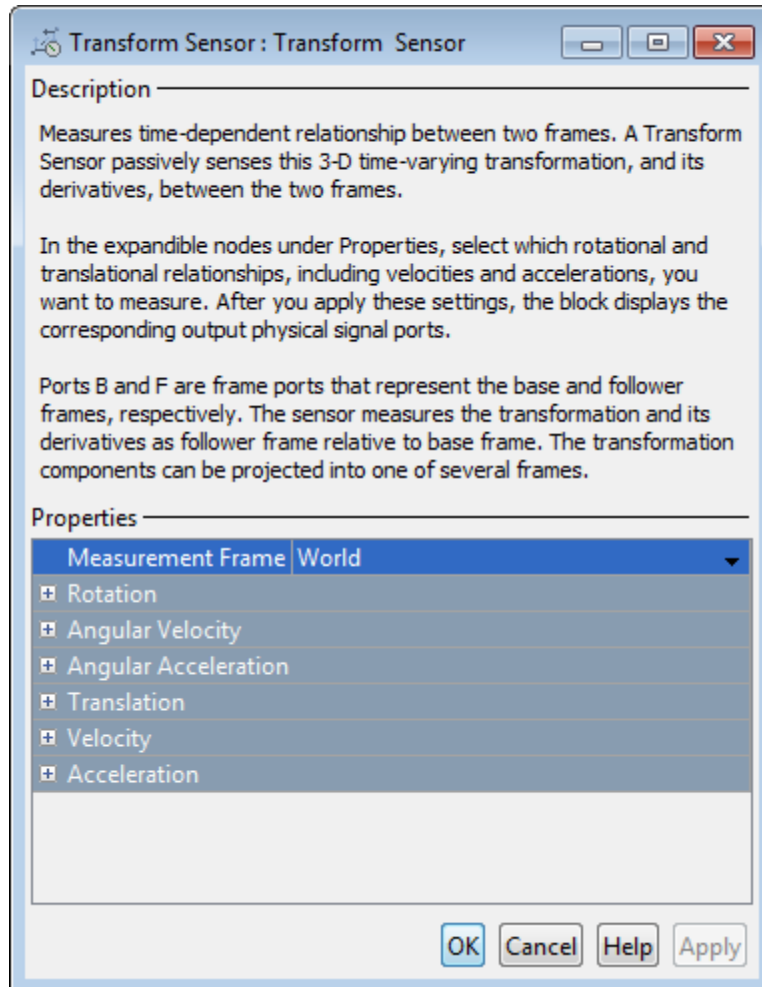 Transform Sensor : Transform  Sensor
Description
Measures time-dependent relationship between two frames. A Transform
Sensor passively senses this 3-D time-varying transformation, and its
derivatives, between the two frames.
In the expandible nodes under Properties, select which rotational and
translational relationships, including velocities and accelerations, you
want to measure. After you apply these settings, the block displays the
corresponding output physical signal ports.
Ports B and F are frame ports that represent the base and follower
frames, respectively. The sensor measures the transformation and its
derivatives as follower frame relative to base frame. The transformation
components can be projected into one of several frames.
Properties
Measurement Frame World
Rotation
Angular Velocity
Angular Acceleration
Translation
Velocity
Acceleration
OK Cancel Help Apply